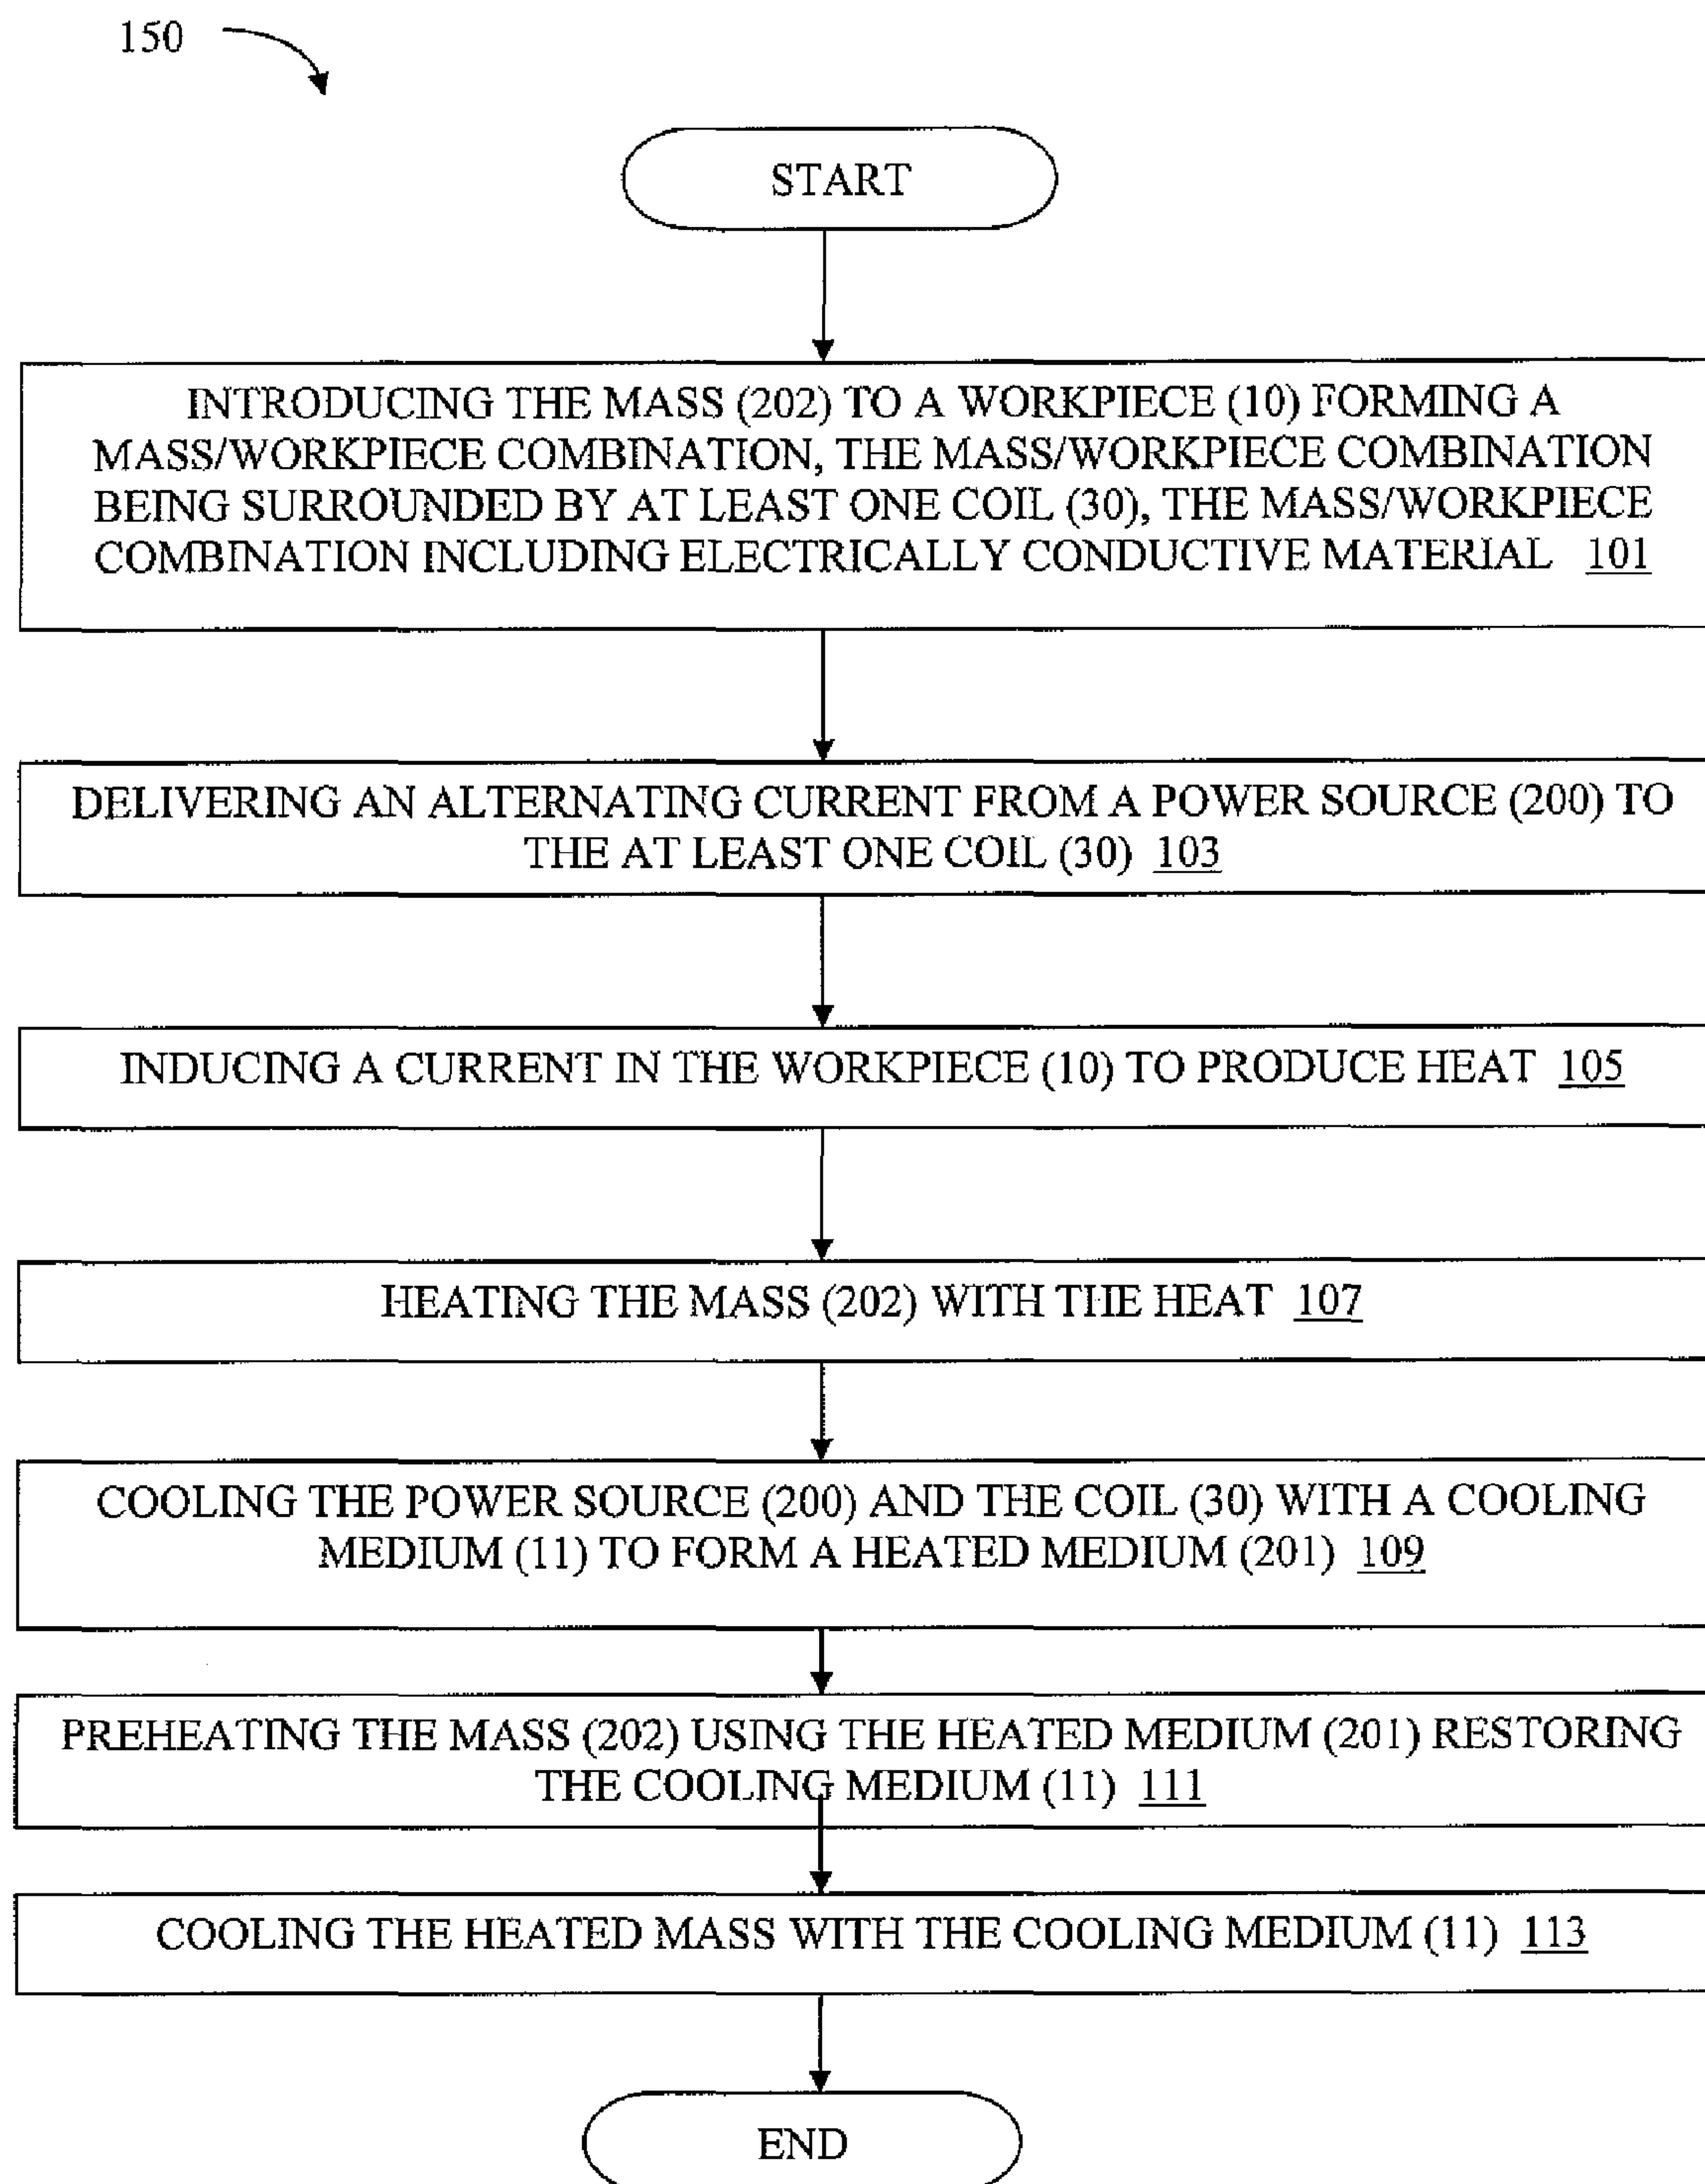 150
START
INTRODUCING THE MASS (202) TO A WORKPIECE (10) FORMING A
MASS/WORKPIECE COMBINATION, THE MASS/WORKPIECE COMBINATION
BEING SURROUNDED BY AT LEAST ONE COIL (30), THE MASS/WORKPIECE
COMBINATION INCLUDING ELECTRICALLY CONDUCTIVE MATERIAL 101
DELIVERING AN ALTERNATING CURRENT FROM A POWER SOURCE (200) TO
THE AT LEAST ONE COIL (30) 103
INDUCING A CURRENT IN THE WORKPIECE (10) TO PRODUCE HEAT 105
HEATING THE MASS (202) WITH THE HEAT 107
COOLING THE POWER SOURCE (200) AND THE COIL (30) WITH A COOLING
MEDIUM (11) TO FORM A HEATED MEDIUM (201) 109
PREHEATING THE MASS (202) USING THE HEATED MEDIUM (201) RESTORING
THE COOLING MEDIUM (11) 111
COOLING THE HEATED MASS WITH THE COOLING MEDIUM (11) 113
END